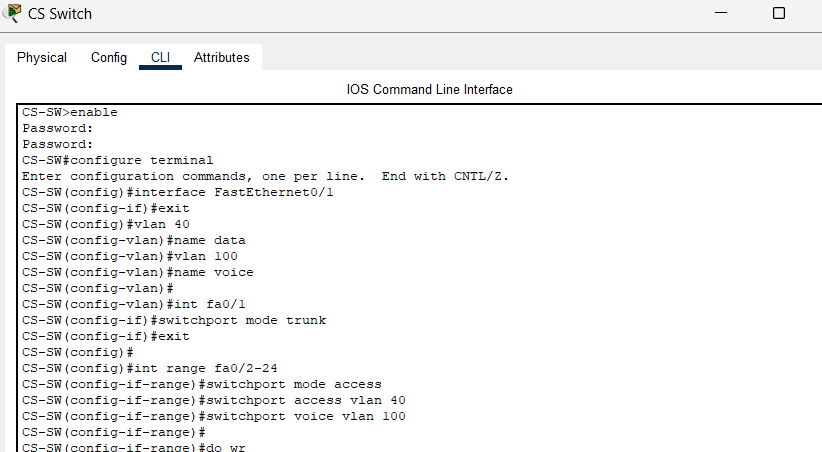 CS Switch
Physical Config CLI Attributes
IOS Command Line Interface
CS-SW>enable
Password:
Password:
CS-SW#configure terminal
Enter configuration commands, one per line.  End with CNTL/Z.
CS-SW(config)#interface FastEthernet0/1
CS-SW(config-if)#exit
CS-SW(config)#vlan 40
CS-SW(config-vlan)#name data
CS-SW(config-vlan)#vlan 100
CS-SW(config-vlan)#name voice
CS-SW(config-vlan)#
CS-SW(config-vlan)#int fa0/1
CS-SW(config-if)#switchport mode trunk
CS-SW(config-if)#exit
CS-SW(config)#
CS-SW(config)#int range fa0/2-24
CS-SW(config-if-range)#switchport mode access
CS-SW(config-if-range)#switchport access vlan 40
CS-SW(config-if-range)#switchport voice vlan 100
CS-SW(config-if-range)#
CS-SW(config-if-range)#do wr